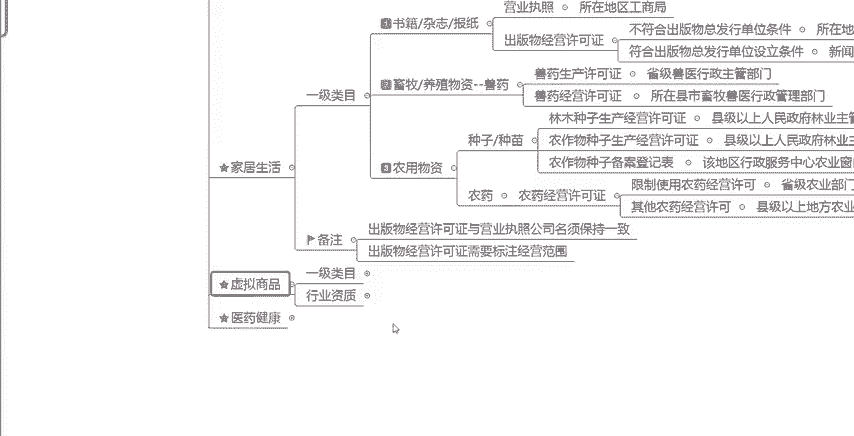 营业执照 所在地区工商局
1 书籍/杂志/报纸
不符合出版物总发行单位条件 所在地
出版物经营许可证
符合出版物总发行单位设立条件 新闻
兽药生产许可证 省级兽医行政主管部门
2 畜牧/养殖物资--兽药
一级类目
兽药经营许可证 所在县市畜牧兽医行政管理部门
林木种子生产经营许可证 县级以上人民政府林业主管
种子/种苗 农作物种子生产经营许可证 县级以上人民政府林业主
农作物种子备案登记表 该地区行政服务中心农业窗
家居生活
3 农用物资
限制使用农药经营许可 省级农业部门
农药 农药经营许可证
其他农药经营许可 县级以上地方农业
出版物经营许可证与营业执照公司名须保持一致
备注
出版物经营许可证需要标注经营范围
一级类目
虚拟商品
行业资质
医药健康